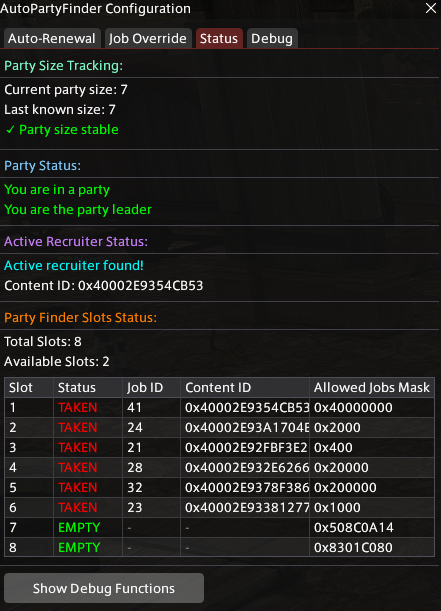 AutoPartyFinder Configuration
Auto-Renewal Job Override Status Debug
Party Size Tracking:
Current party size: 7
Last known size: 7
✓ Party size stable
Party Status:
You are in a party
You are the party leader
Active Recruiter Status:
Active recruiter found!
Content ID: 0x40002E9354CB53
Party Finder Slots Status:
Total Slots: 8
Available Slots: 2
Slot Status Job ID Content ID Allowed Jobs Mask
1 TAKEN 41 0x40002E9354CB53 0x40000000
2 TAKEN 24 0x40002E93A1704E 0x2000
3 TAKEN 21 0x40002E92FBF3E2 0x400
4 TAKEN 28 0x40002E932E6266 0x20000
5 TAKEN 32 0x40002E9378F386 0x200000
6 TAKEN 23 0x40002E93381277 0x1000
7 EMPTY - - 0x508C0A14
8 EMPTY - - 0x8301C080
Show Debug Functions